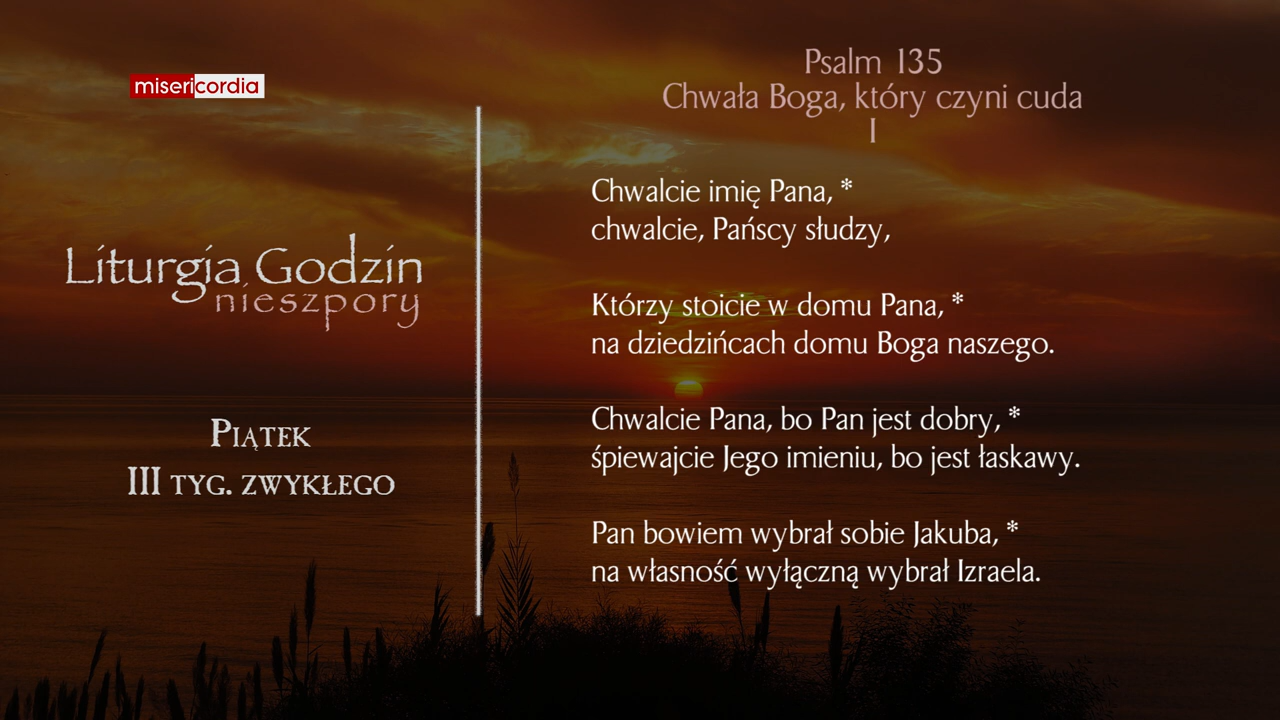 misericordia
Liturgia Godzin
nieszpory
Piątek
III tyg. zwykłego
Psalm 135
Chwała Boga, który czyni cuda
I
Chwalcie imię Pana, *
chwalcie, Pańscy słudzy,
Którzy stoicie w domu Pana, *
na dziedzińcach domu Boga naszego.
Chwalcie Pana, bo Pan jest dobry, *
śpiewajcie Jego imieniu, bo jest łaskawy.
Pan bowiem wybrał sobie Jakuba, *
na własność wyłączną wybrał Izraela.